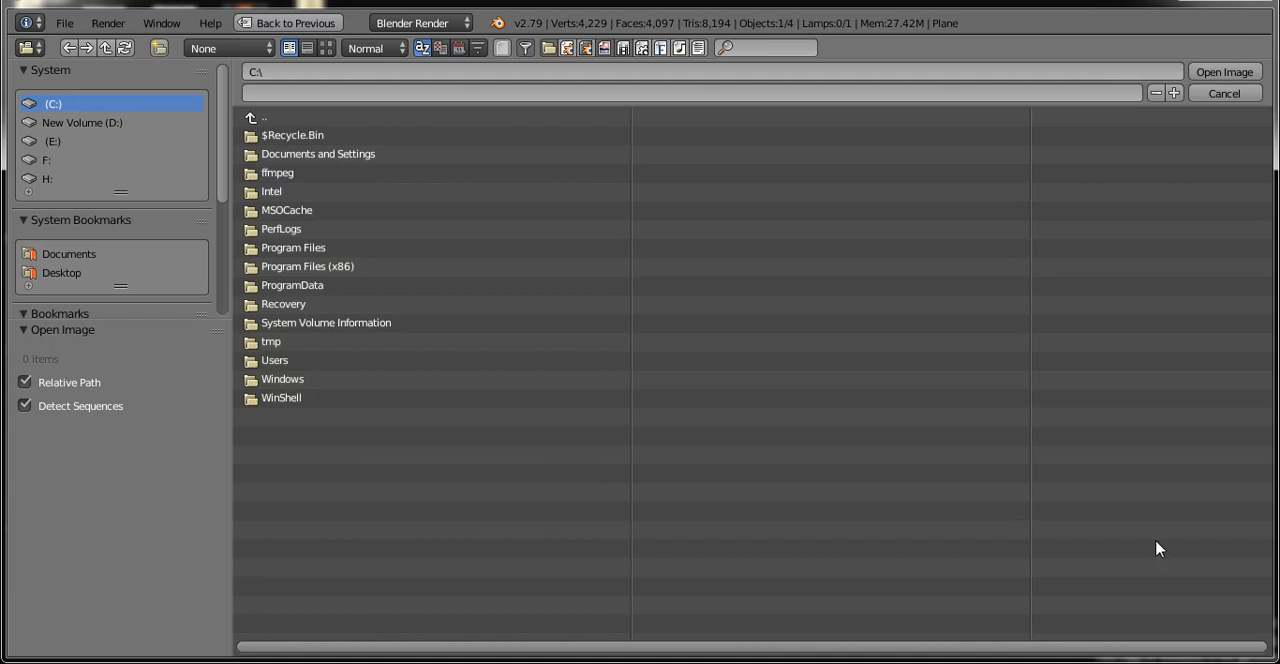 File Render Window Help Back to Previous Blender Render v2.79 | Verts:4,229 | Faces:4,097 | Tris:8,194 | Objects:1/4 | Lamps:0/1 | Mem:27.42M | Plane
None Normal
System
(C:)
New Volume (D:)
(E:)
F:
H:
System Bookmarks
Documents
Desktop
Bookmarks
Open Image
0 items
Relative Path
Detect Sequences
C:\ Open Image
Cancel
..
$Recycle.Bin
Documents and Settings
ffmpeg
Intel
MSOCache
PerfLogs
Program Files
Program Files (x86)
ProgramData
Recovery
System Volume Information
tmp
Users
Windows
WinShell